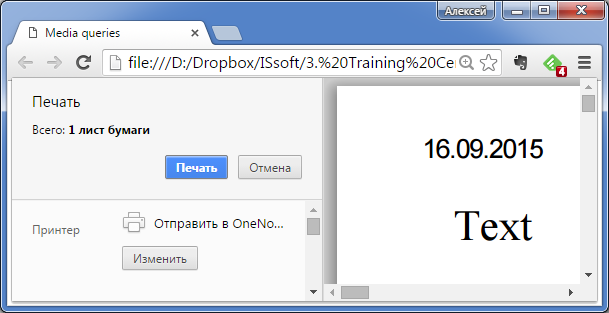 Алексей
Media queries
file:///D:/Dropbox/ISsoft/3.%20Training%20Ce
4
Печать
Всего: 1 лист бумаги
Печать Отмена
Принтер Отправить в OneNo...
Изменить
16.09.2015
Text